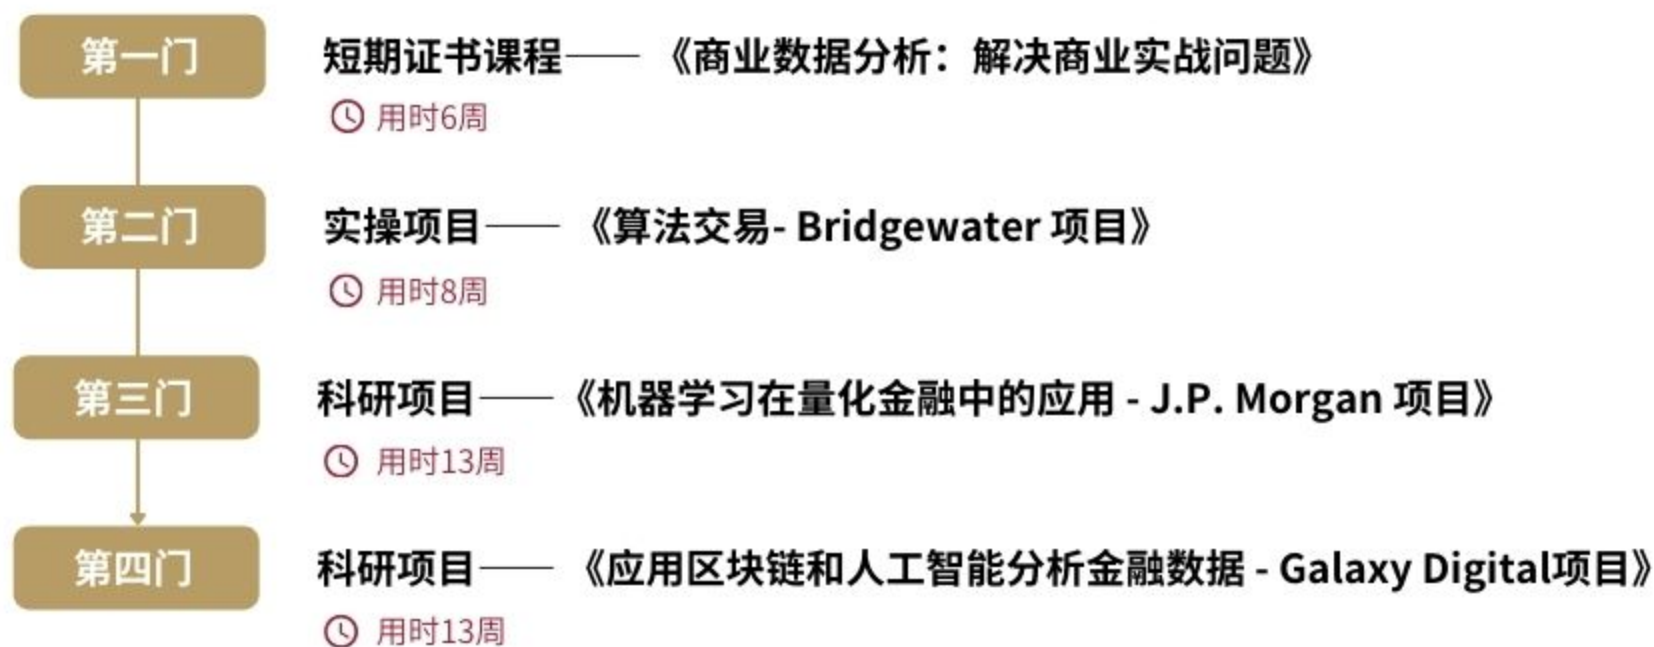 第一门
短期证书课程—— 《商业数据分析：解决商业实战问题》
用时6周
第二门
实操项目—— 《算法交易- Bridgewater 项目》
用时8周
第三门
科研项目——《机器学习在量化金融中的应用 - J.P. Morgan 项目》
用时13周
第四门
科研项目—— 《应用区块链和人工智能分析金融数据 - Galaxy Digital项目》
用时13周